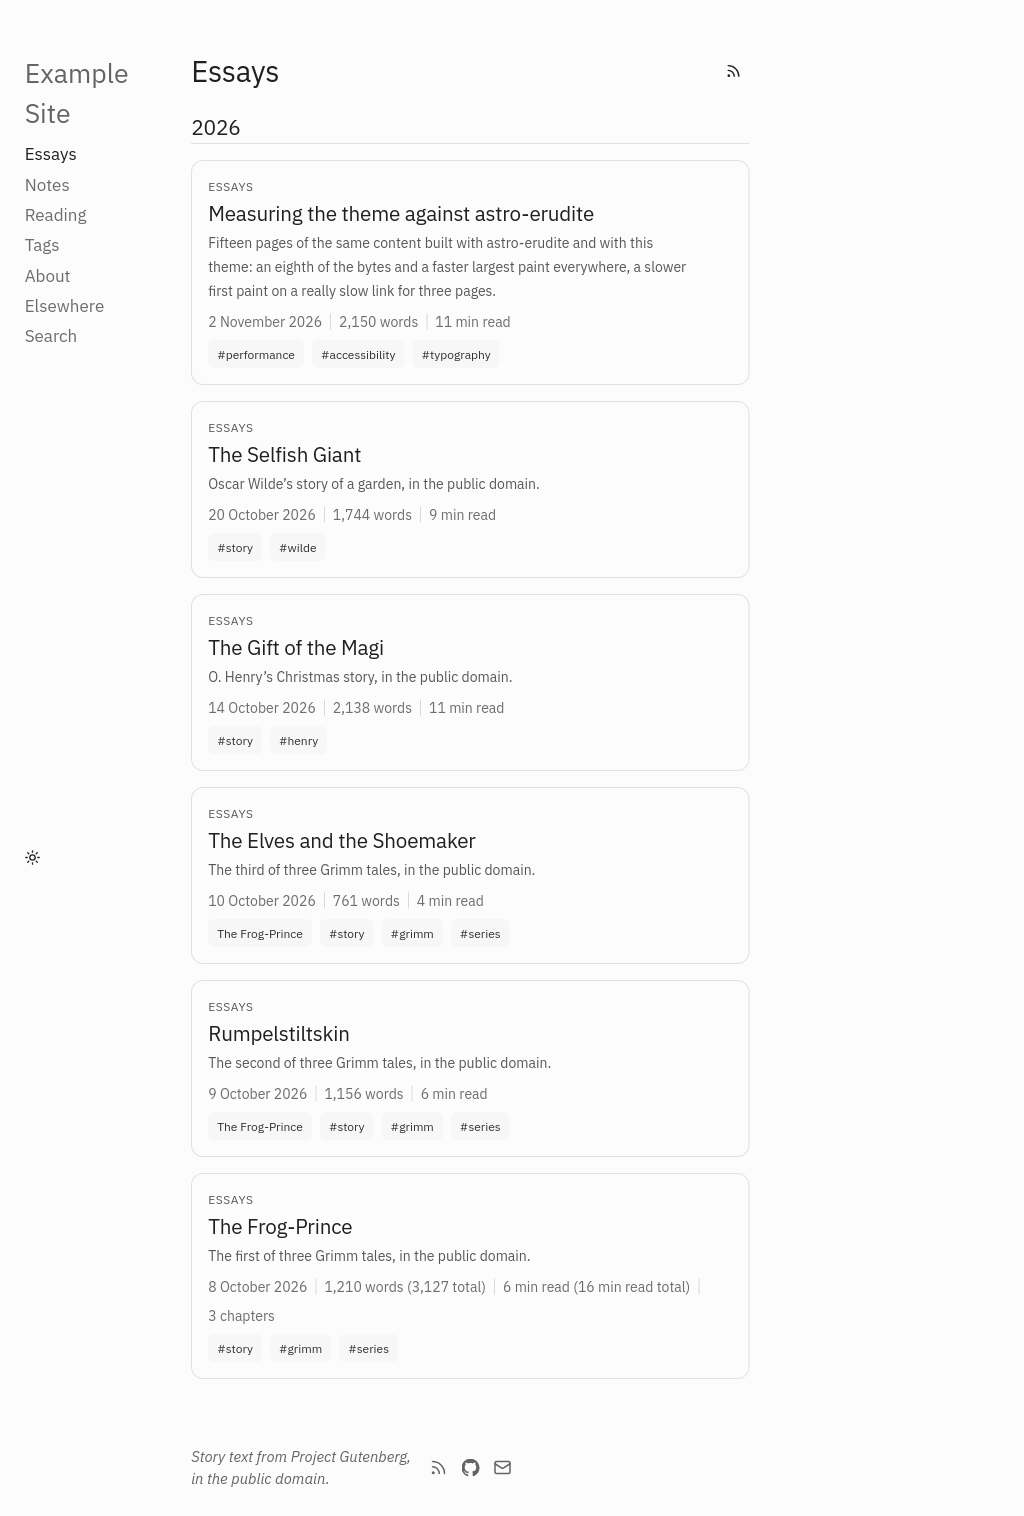 Example
Site
Essays
Notes
Reading
Tags
About
Elsewhere
Search
Essays
2026
ESSAYS
Measuring the theme against astro-erudite
Fifteen pages of the same content built with astro-erudite and with this
theme: an eighth of the bytes and a faster largest paint everywhere, a slower
first paint on a really slow link for three pages.
2 November 2026 2,150 words 11 min read
#performance #accessibility #typography
ESSAYS
The Selfish Giant
Oscar Wilde’s story of a garden, in the public domain.
20 October 2026 1,744 words 9 min read
#story #wilde
ESSAYS
The Gift of the Magi
O. Henry’s Christmas story, in the public domain.
14 October 2026 2,138 words 11 min read
#story #henry
ESSAYS
The Elves and the Shoemaker
The third of three Grimm tales, in the public domain.
10 October 2026 761 words 4 min read
The Frog-Prince #story #grimm #series
ESSAYS
Rumpelstiltskin
The second of three Grimm tales, in the public domain.
9 October 2026 1,156 words 6 min read
The Frog-Prince #story #grimm #series
ESSAYS
The Frog-Prince
The first of three Grimm tales, in the public domain.
8 October 2026 1,210 words (3,127 total) 6 min read (16 min read total)
3 chapters
#story #grimm #series
Story text from Project Gutenberg,
in the public domain.